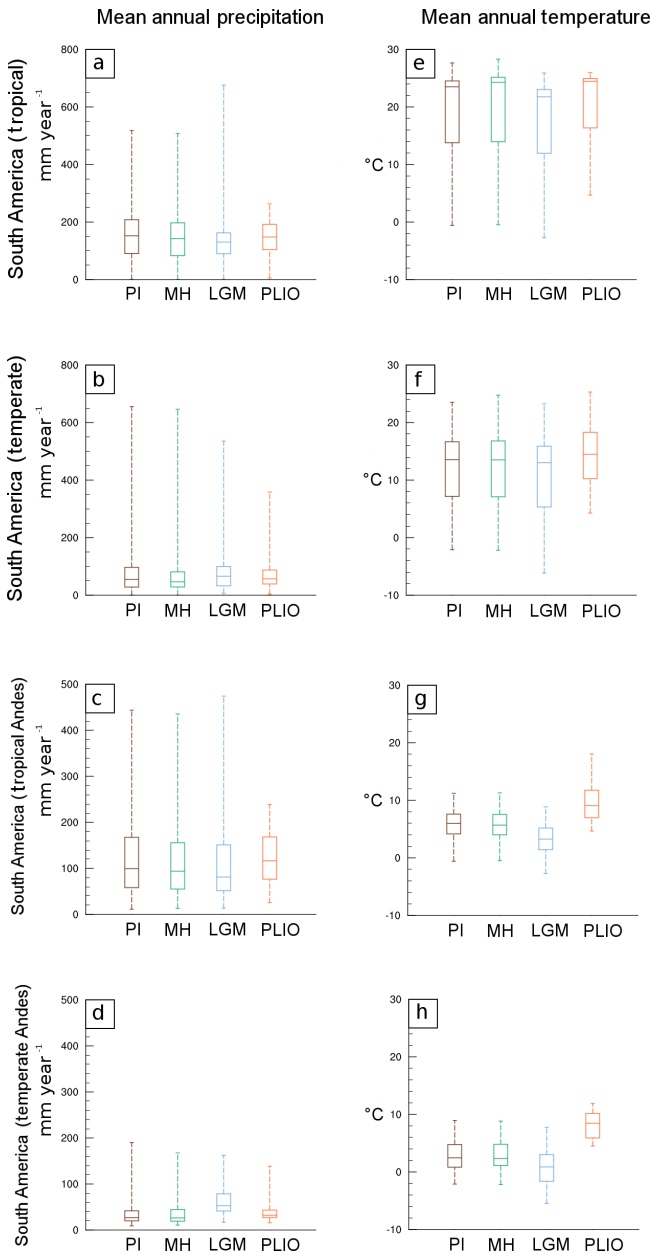 Mean annual precipitation
Mean annual temperature
a
South America (tropical)
mm year -1
800
600
400
200
0
PI MH LGM PLIO
e
°C
30
20
10
0
-10
PI MH LGM PLIO
b
South America (temperate)
mm year -1
800
600
400
200
0
PI MH LGM PLIO
f
°C
30
20
10
0
-10
PI MH LGM PLIO
c
South America (tropical Andes)
mm year -1
500
400
300
200
100
0
PI MH LGM PLIO
g
°C
30
20
10
0
-10
PI MH LGM PLIO
d
South America (temperate Andes)
mm year -1
500
400
300
200
100
0
PI MH LGM PLIO
h
°C
30
20
10
0
-10
PI MH LGM PLIO